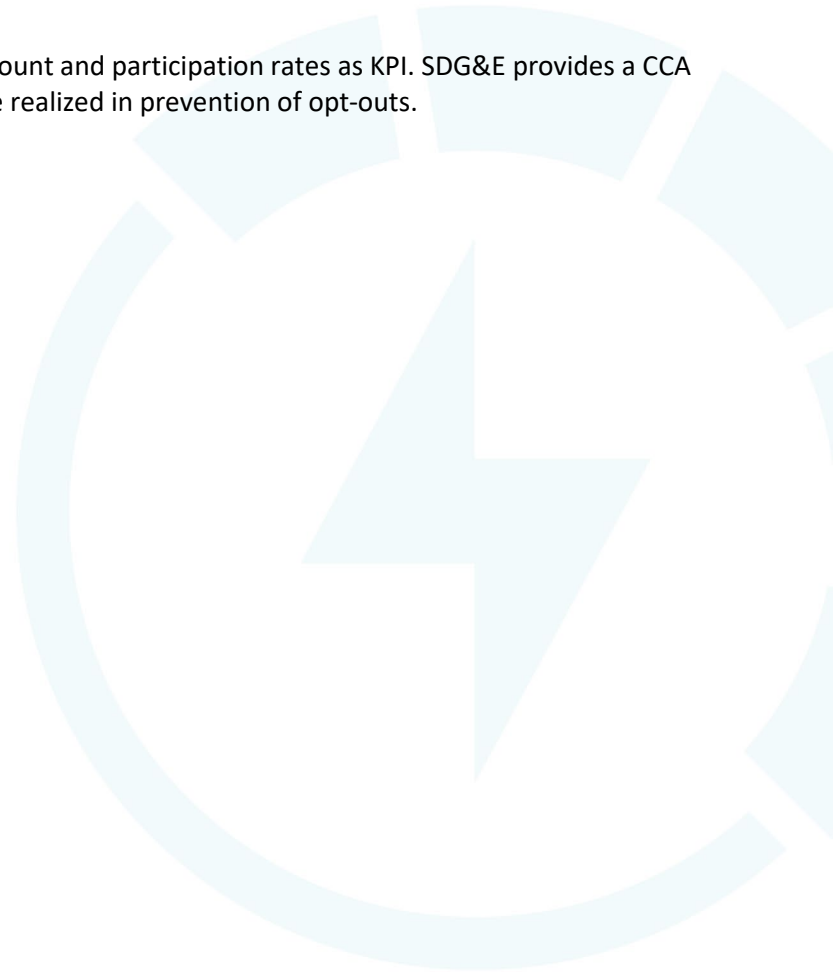 ount and participation rates as KPI. SDG&E provides a CCA
e realized in prevention of opt-outs.